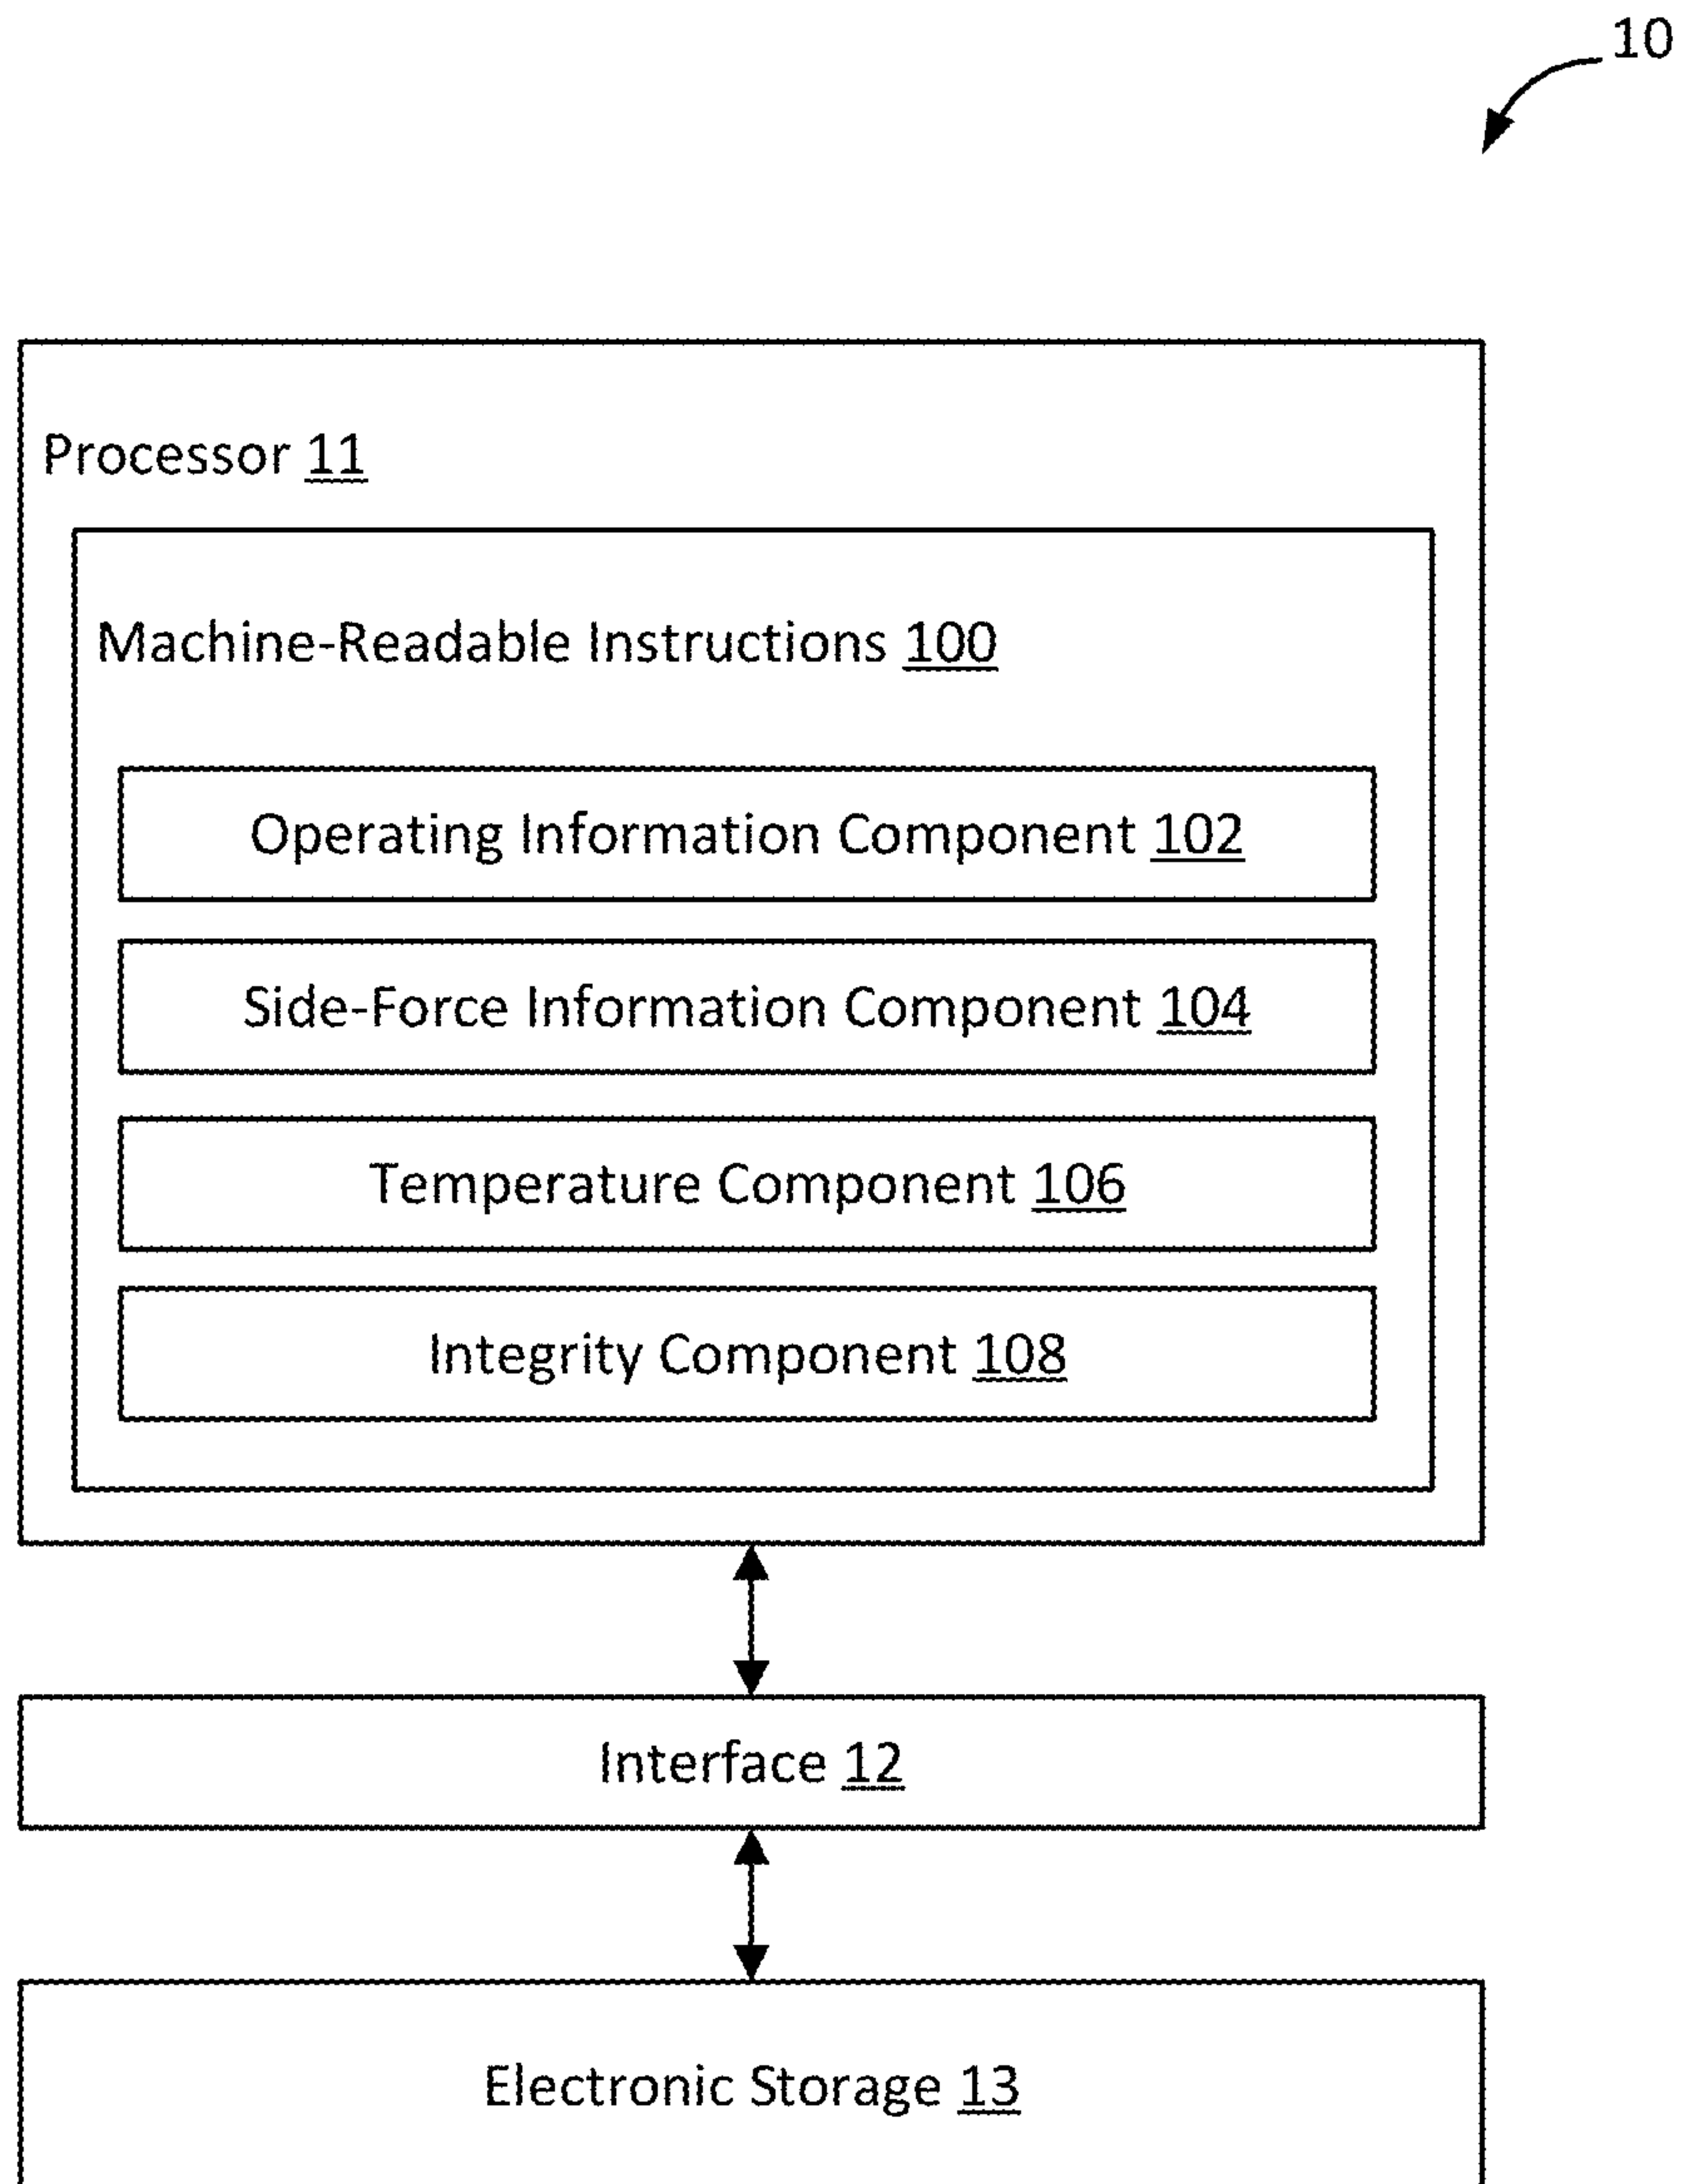 10
Processor 11
Machine-Readable Instructions 100
Operating Information Component 102
Side-Force Information Component 104
Temperature Component 106
Integrity Component 108
Interface 12
Electronic Storage 13